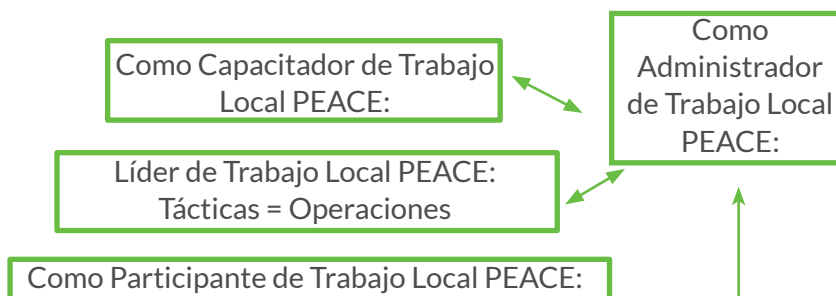 Como Capacitador de Trabajo
Local PEACE:
Como
Administrador
de Trabajo Local
PEACE:
Líder de Trabajo Local PEACE:
Tácticas = Operaciones
Como Participante de Trabajo Local PEACE: